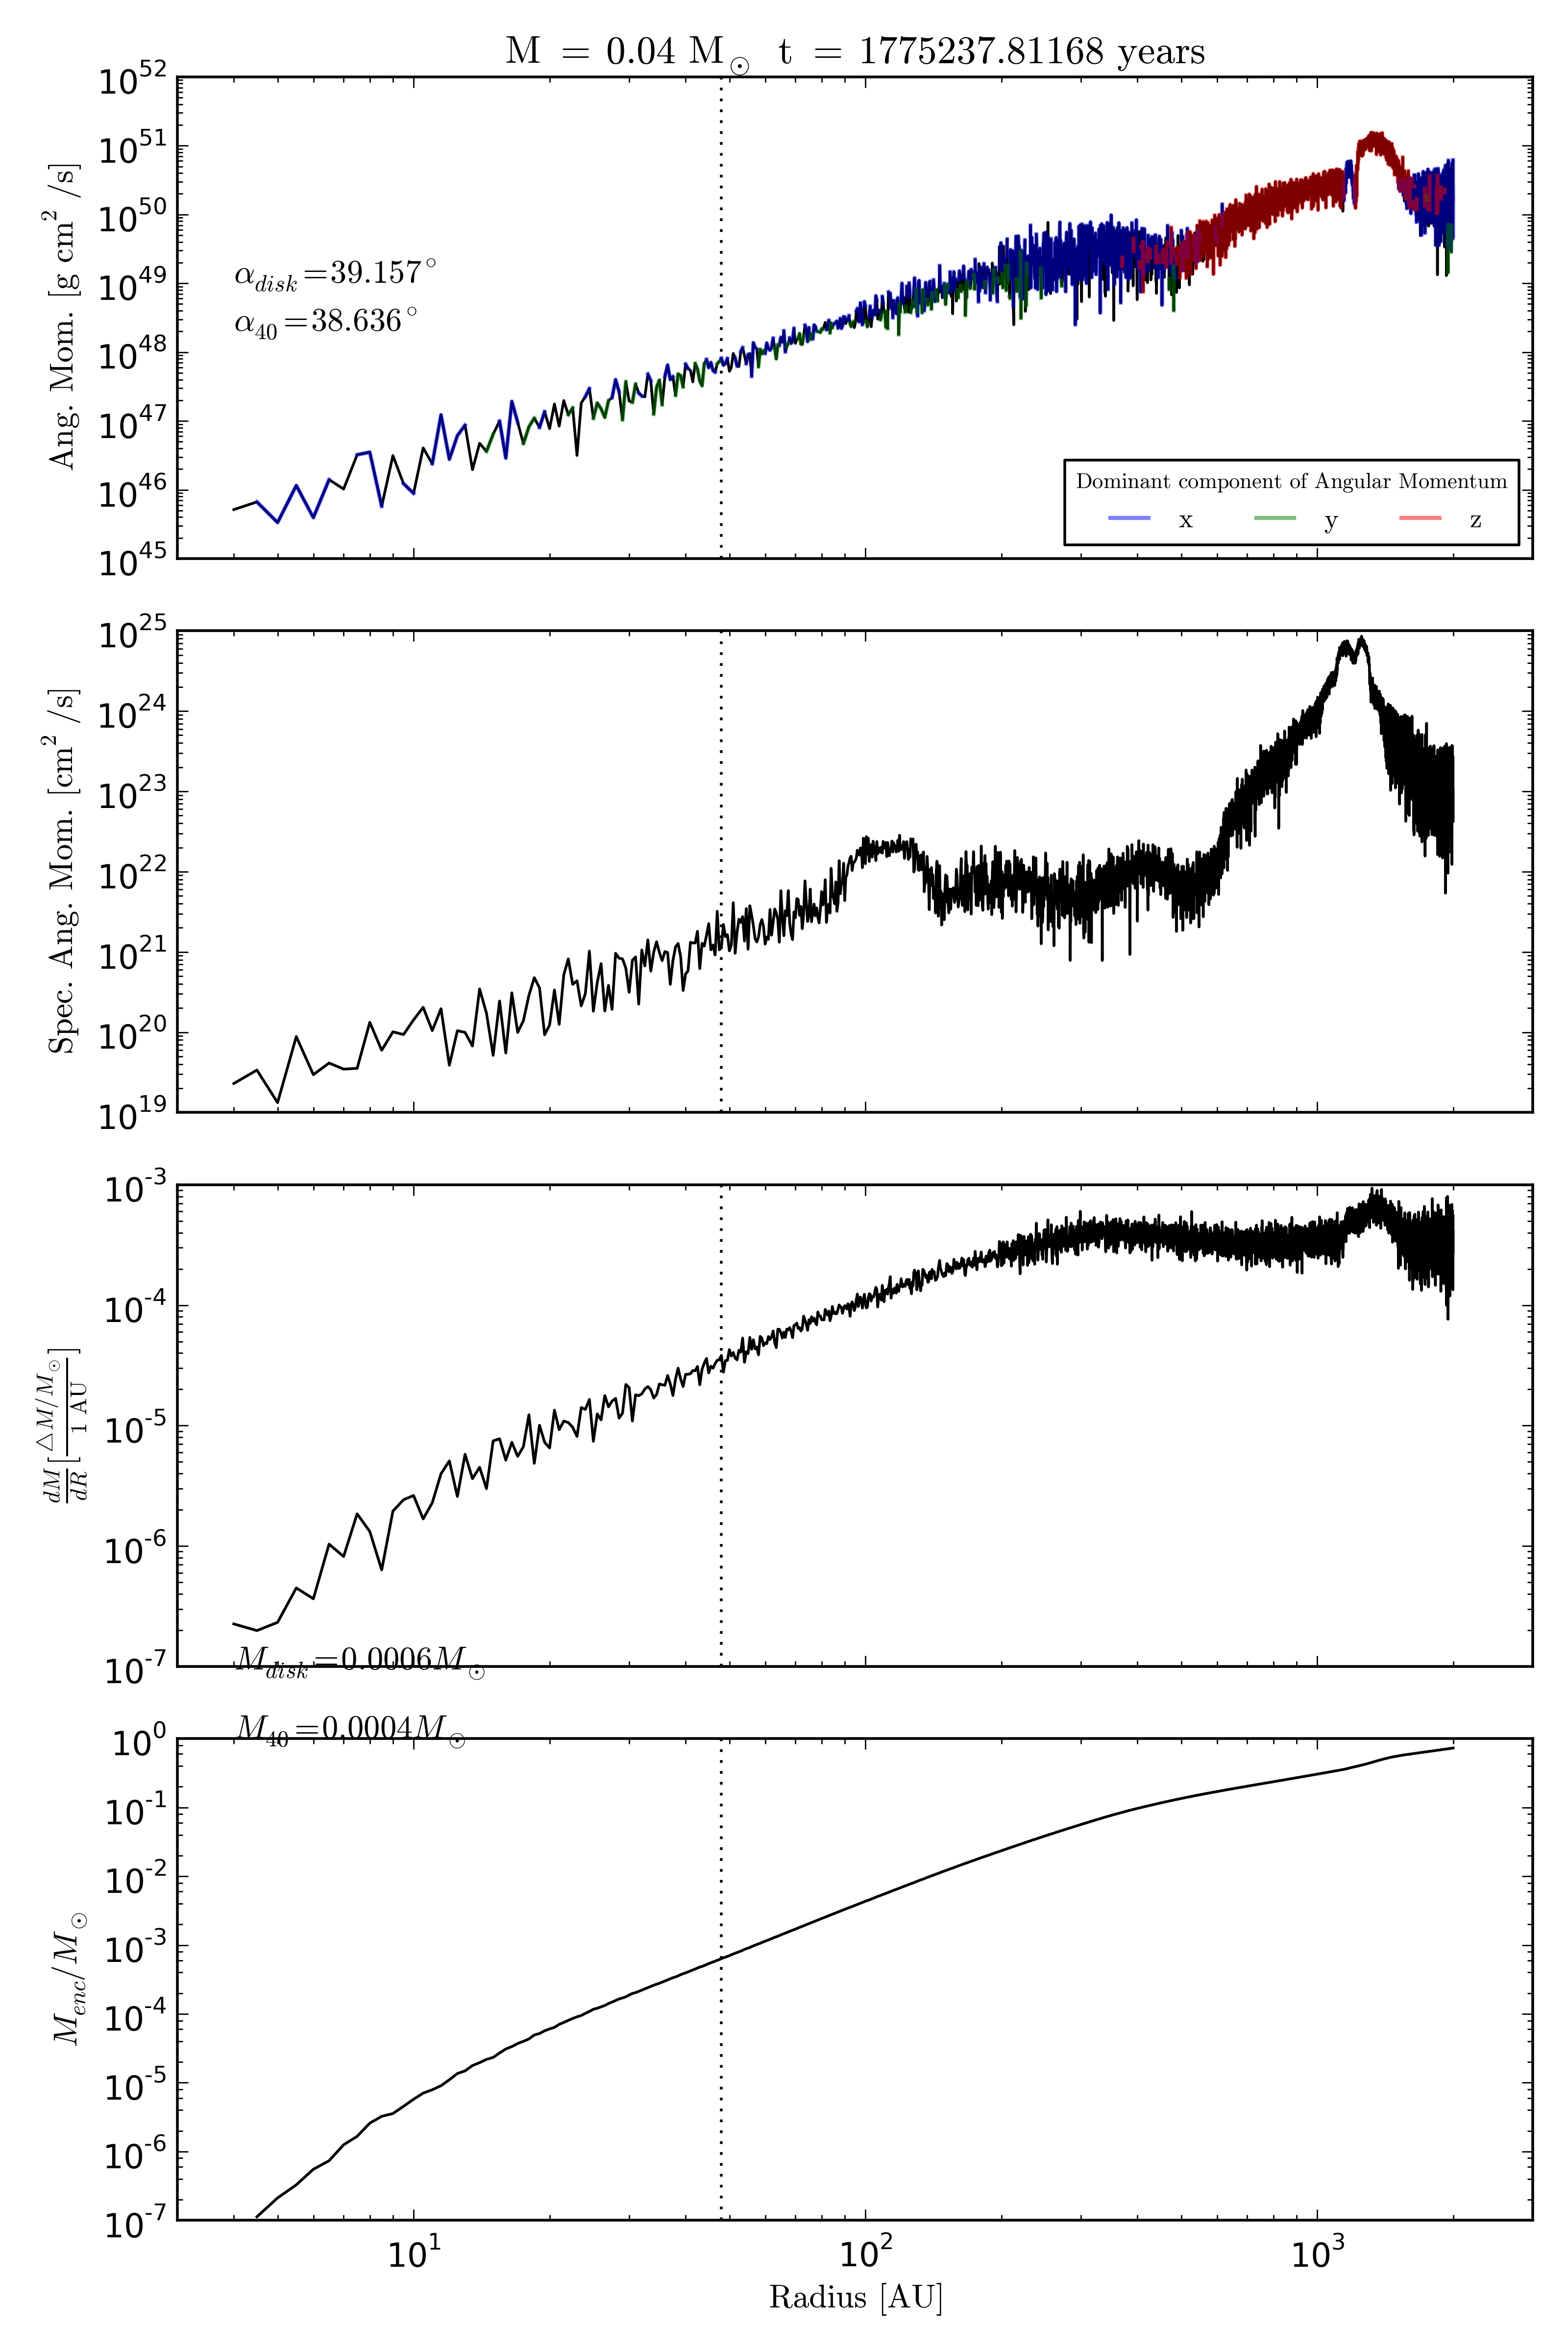 M = 0.04 M⊙ t = 1775237.81168 years
10^52
10^51
10^50
10^49
10^48
10^47
10^46
10^45
Ang. Mom. [g cm^2 /s]
α_disk=39.157°
α_40=38.636°
Dominant component of Angular Momentum
x y z
10^25
10^24
10^23
10^22
10^21
10^20
10^19
Spec. Ang. Mom. [cm^2 /s]
10^-3
10^-4
10^-5
10^-6
10^-7
dM/dR [△M/M⊙ / 1 AU]
M_disk=0.0006M⊙
M_40=0.0004M⊙
10^0
10^-1
10^-2
10^-3
10^-4
10^-5
10^-6
10^-7
M_enc/M⊙
10^1 10^2 10^3
Radius [AU]